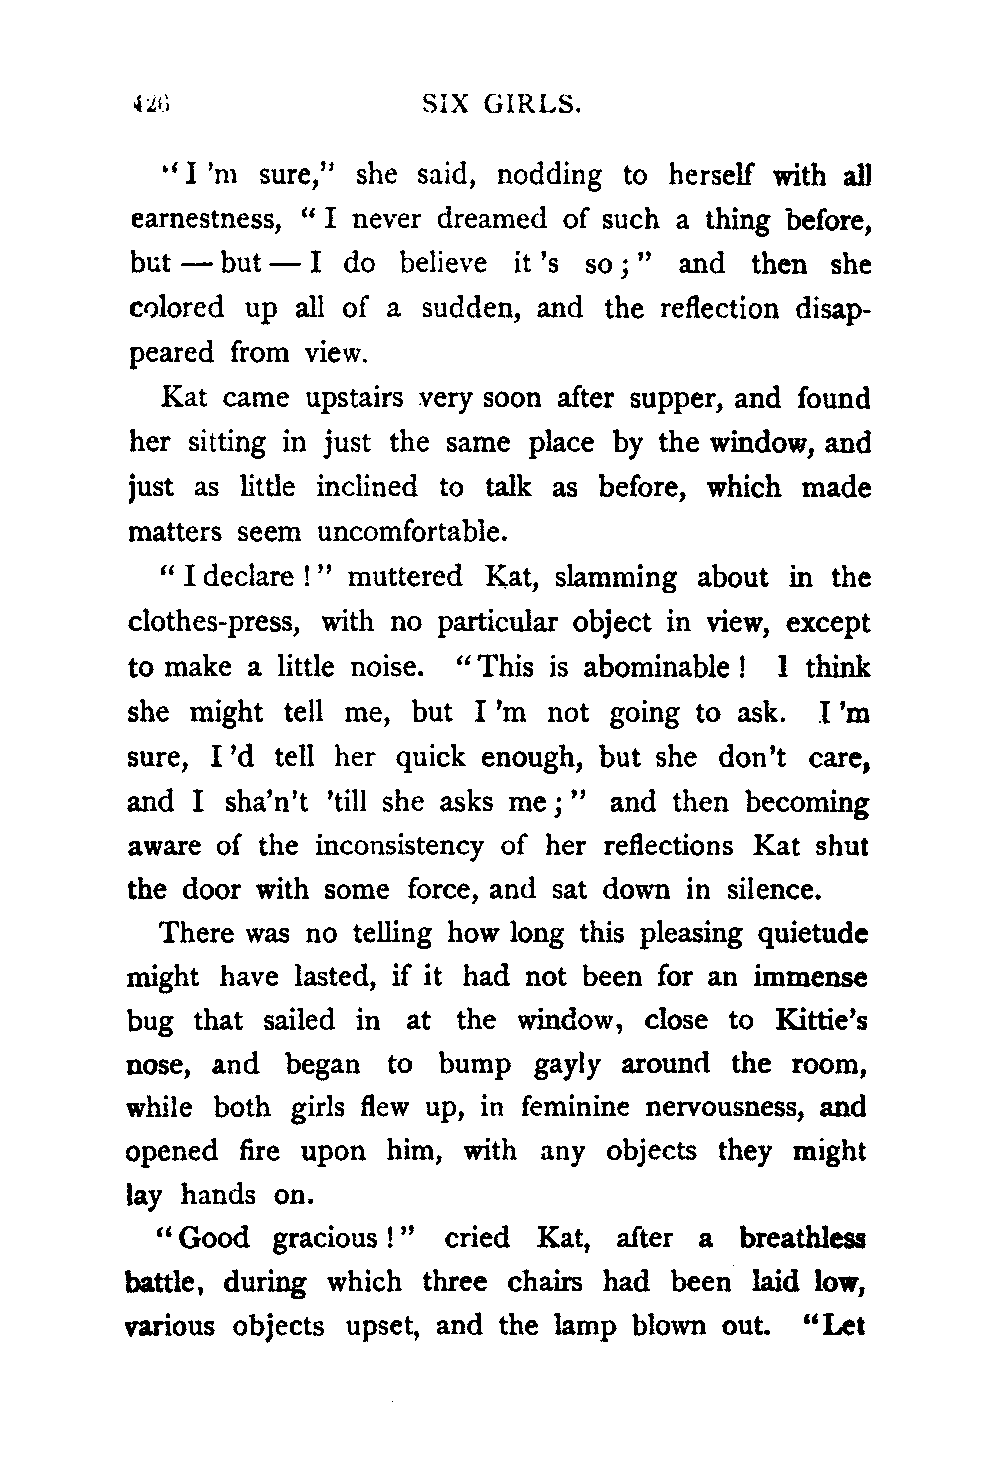 426 SIX GIRLS.
"I 'm sure," she said, nodding to herself with all
earnestness, "I never dreamed of such a thing before,
but — but — I do believe it 's so;" and then she
colored up all of a sudden, and the reflection disap-
peared from view.
Kat came upstairs very soon after supper, and found
her sitting in just the same place by the window, and
just as little inclined to talk as before, which made
matters seem uncomfortable.
"I declare!" muttered Kat, slamming about in the
clothes-press, with no particular object in view, except
to make a little noise. "This is abominable! I think
she might tell me, but I 'm not going to ask. I 'm
sure, I 'd tell her quick enough, but she don't care,
and I sha'n't 'till she asks me;" and then becoming
aware of the inconsistency of her reflections Kat shut
the door with some force, and sat down in silence.
There was no telling how long this pleasing quietude
might have lasted, if it had not been for an immense
bug that sailed in at the window, close to Kittie's
nose, and began to bump gayly around the room,
while both girls flew up, in feminine nervousness, and
opened fire upon him, with any objects they might
lay hands on.
"Good gracious!" cried Kat, after a breathless
battle, during which three chairs had been laid low,
various objects upset, and the lamp blown out. "Let